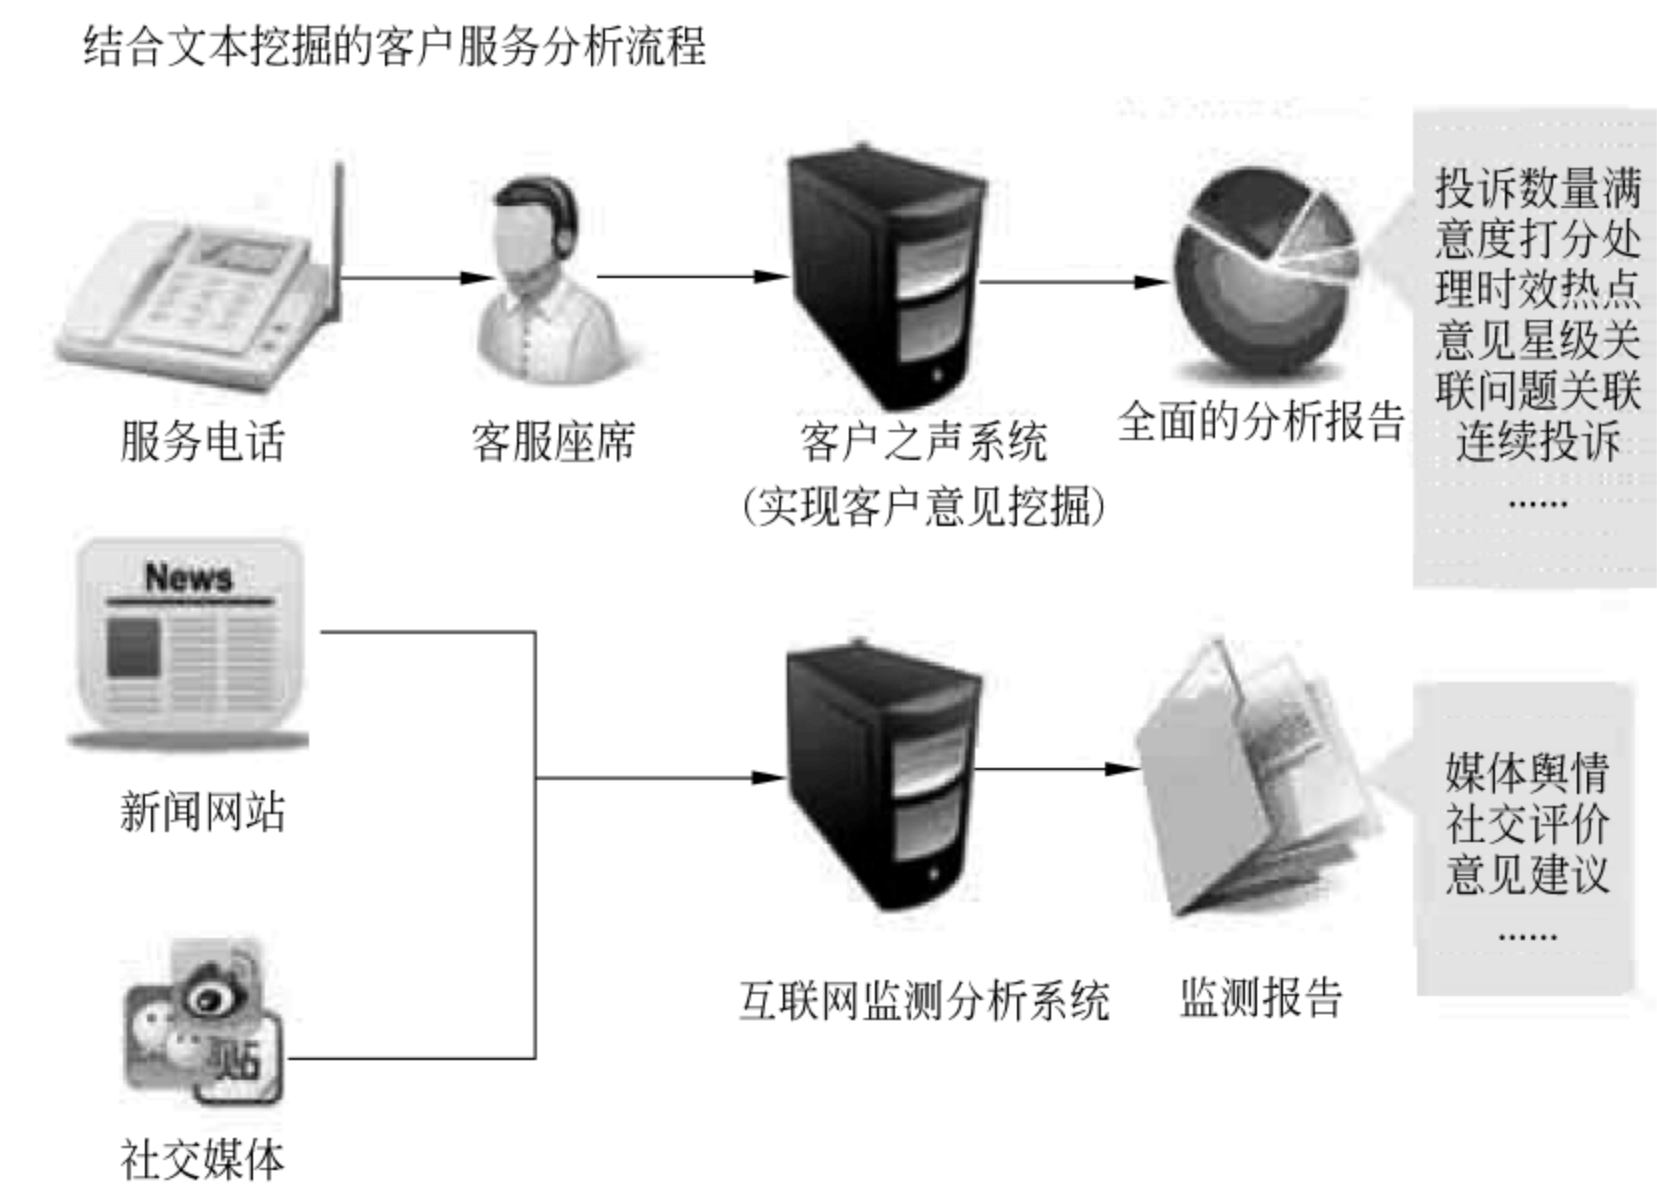 结合文本挖掘的客户服务分析流程
服务电话
客服座席
客户之声系统
(实现客户意见挖掘)
全面的分析报告
投诉数量满
意度打分处
理时效热点
意见星级关
联问题关联
连续投诉
……
News
新闻网站
贴
社交媒体
互联网监测分析系统
监测报告
媒体舆情
社交评价
意见建议
……